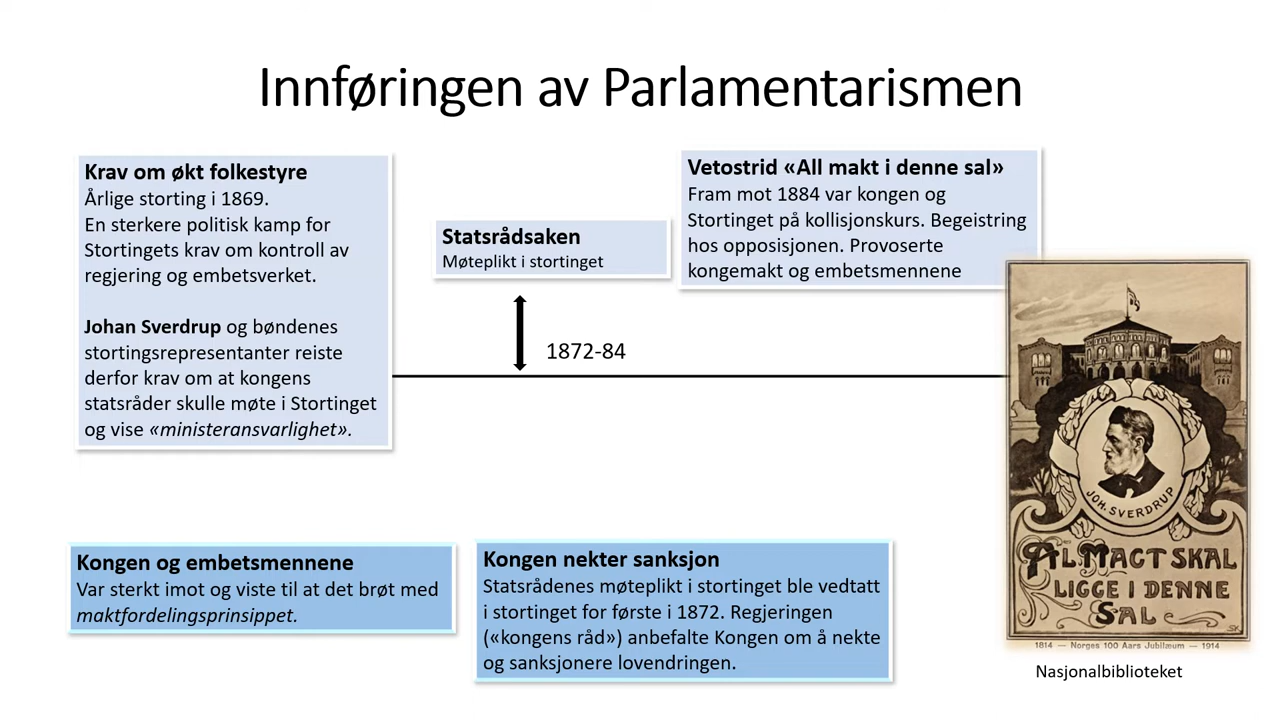 Innføringen av Parlamentarismen
Krav om økt folkestyre
Årlige storting i 1869.
En sterkere politisk kamp for
Stortingets krav om kontroll av
regjering og embetsverket.
Johan Sverdrup og bøndenes
stortingsrepresentanter reiste
derfor krav om at kongens
statsråder skulle møte i Stortinget
og vise «ministeransvarlighet».
Statsrådsaken
Møteplikt i stortinget
1872-84
Vetostrid «All makt i denne sal»
Fram mot 1884 var kongen og
Stortinget på kollisjonskurs. Begeistring
hos opposisjonen. Provoserte
kongemakt og embetsmennene
Kongen og embetsmennene
Var sterkt imot og viste til at det brøt med
maktfordelingsprinsippet.
Kongen nekter sanksjon
Statsrådenes møteplikt i stortinget ble vedtatt
i stortinget for første i 1872. Regjeringen
(«kongens råd») anbefalte Kongen om å nekte
og sanksjonere lovendringen.
JOH. SVERDRUP
AL MAGT SKAL
LIGGE I DENNE
SAL
1814 — Norges 100 Aars Jubilæum — 1914
Nasjonalbiblioteket